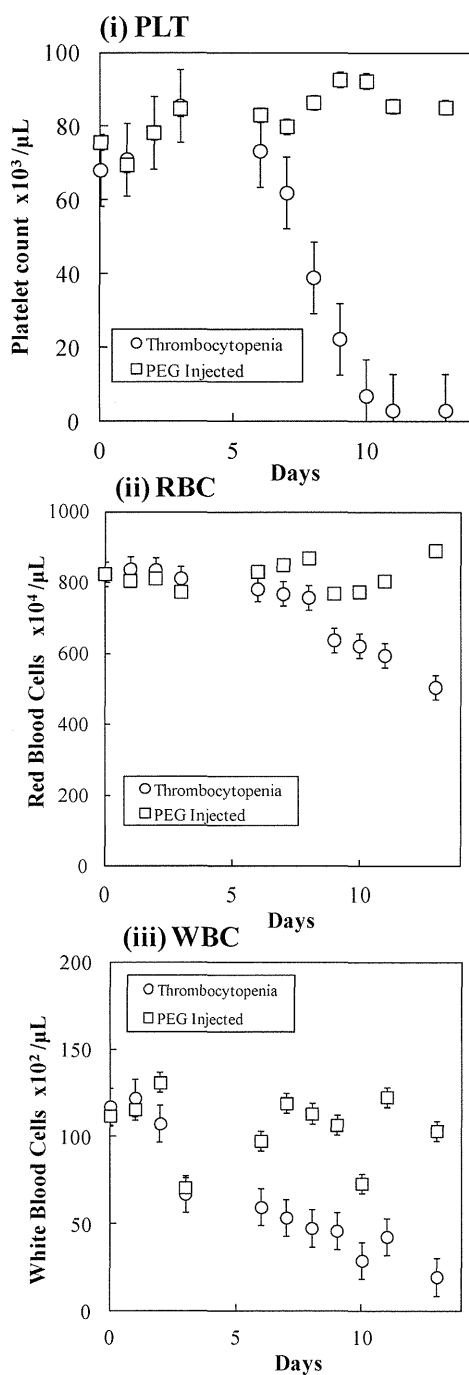 (i) PLT
Platelet count x10³/μL
100
80
60
40
20
0
Thrombocytopenia
PEG Injected
0
5
10
Days
(ii) RBC
Red Blood Cells x10⁴/μL
1000
800
600
400
200
0
Thrombocytopenia
PEG Injected
0
5
10
Days
(iii) WBC
White Blood Cells x10²/μL
200
150
100
50
0
Thrombocytopenia
PEG Injected
0
5
10
Days